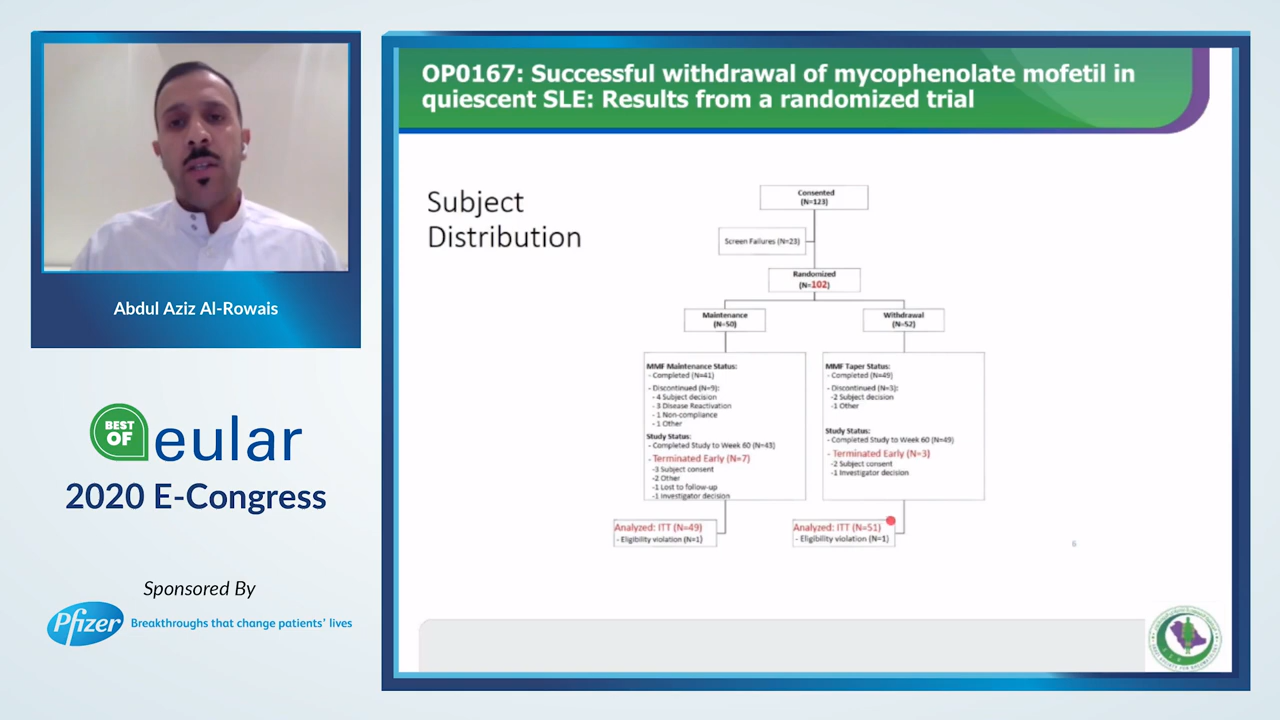 OP0167: Successful withdrawal of mycophenolate mofetil in
quiescent SLE: Results from a randomized trial
Abdul Aziz Al-Rowais
BEST
OF
eular
2020 E-Congress
Sponsored By
Pfizer
Breakthroughs that change patients' lives
Subject
Distribution
Consented
(N=123)
Screen Failures (N=23)
Randomized
(N=102)
Maintenance
(N=50)
Withdrawal
(N=52)
MMF Maintenance Status:
- Completed (N=41)
- Discontinued (N=9):
- 4 Subject decision
- 3 Disease Reactivation
- 1 Non-compliance
- 1 Other
Study Status:
- Completed Study to Week 60 (N=43)
- Terminated Early (N=7)
-3 Subject consent
-2 Other
-1 Lost to follow-up
-1 Investigator decision
MMF Taper Status:
- Completed (N=49)
- Discontinued (N=3):
-2 Subject decision
-1 Other
Study Status:
- Completed Study to Week 60 (N=49)
- Terminated Early (N=3)
-2 Subject consent
-1 Investigator decision
Analyzed: ITT (N=49)
- Eligibility violation (N=1)
Analyzed: ITT (N=51)
- Eligibility violation (N=1)
6